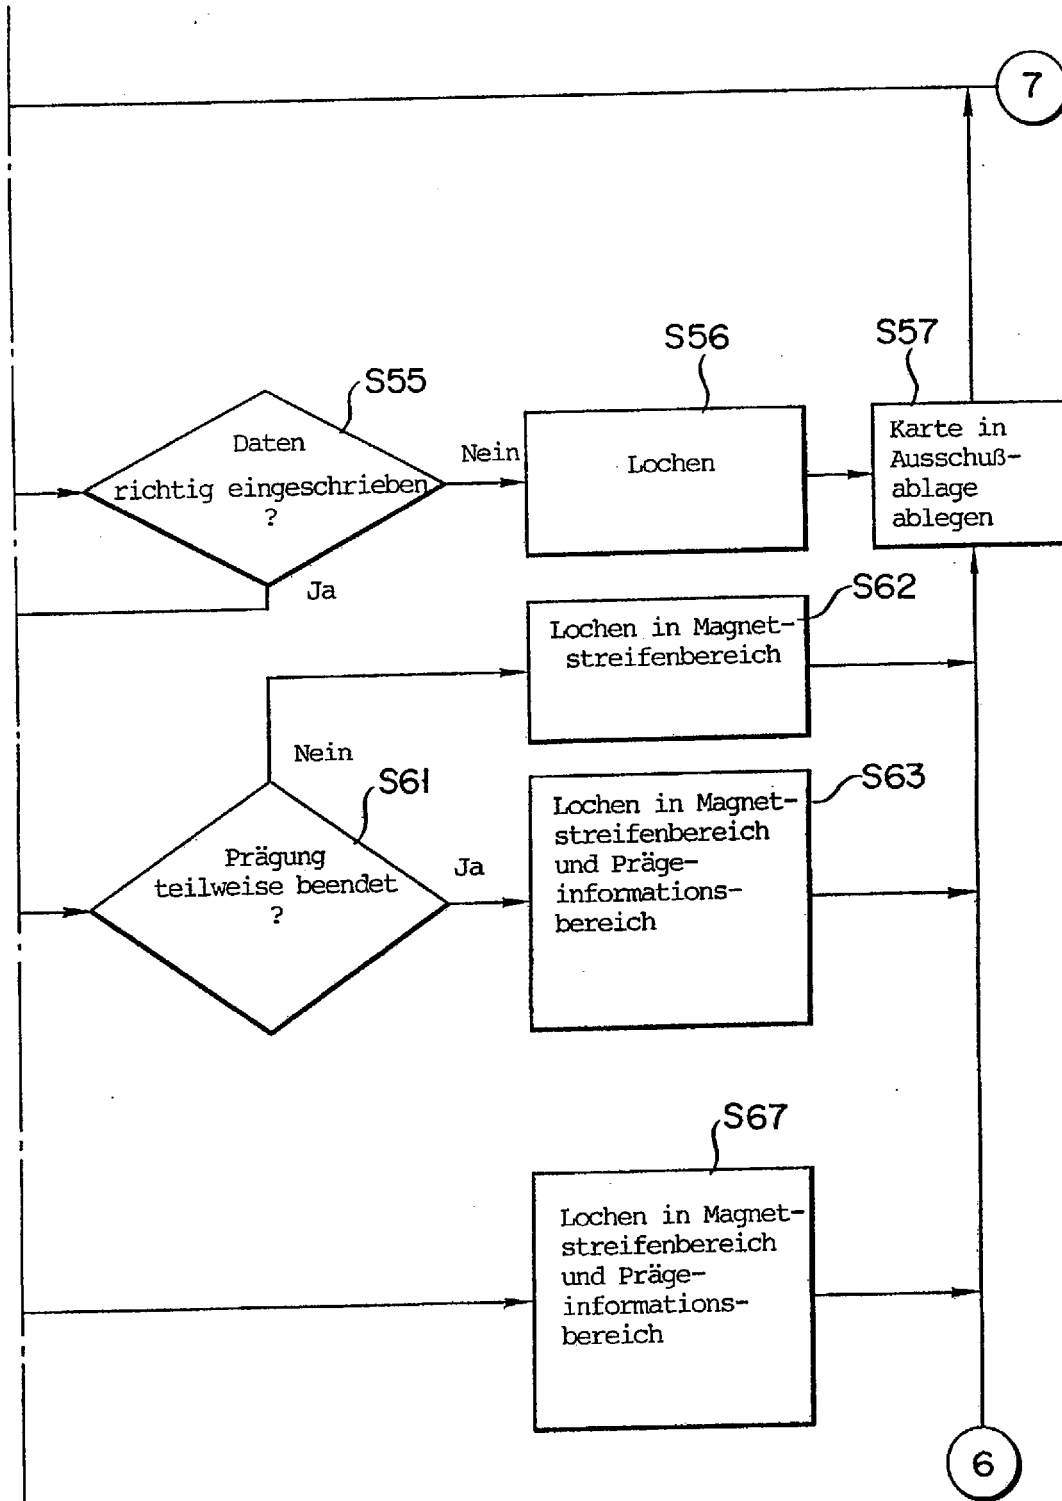 7
S55
Daten
richtig eingeschrieben
?
Nein
Ja
S56
Lochen
S57
Karte in
Ausschuß-
ablage
ablegen
S62
Lochen in Magnet-
streifenbereich
Nein
S61
Prägung
teilweise beendet
?
Ja
S63
Lochen in Magnet-
streifenbereich
und Präge-
informations-
bereich
S67
Lochen in Magnet-
streifenbereich
und Präge-
informations-
bereich
6